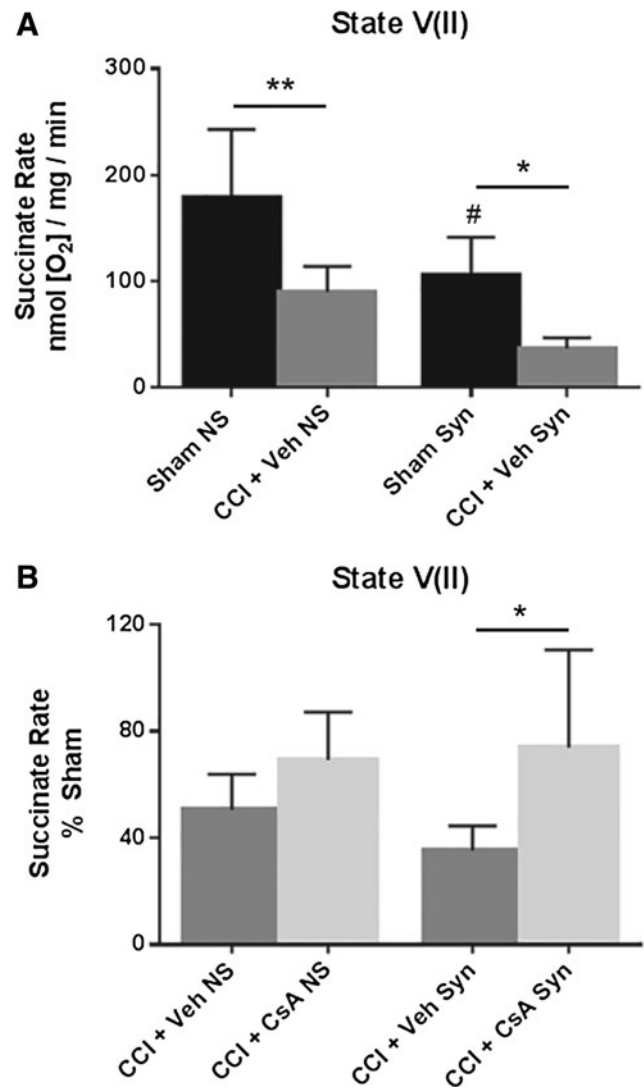 A
State V(II)
Succinate Rate
nmol [O₂] / mg / min
300
200
100
0
**
*
#
Sham NS
CCI + Veh NS
Sham Syn
CCI + Veh Syn
B
State V(II)
Succinate Rate
% Sham
120
80
40
0
*
CCI + Veh NS
CCI + CsA NS
CCI + Veh Syn
CCI + CsA Syn